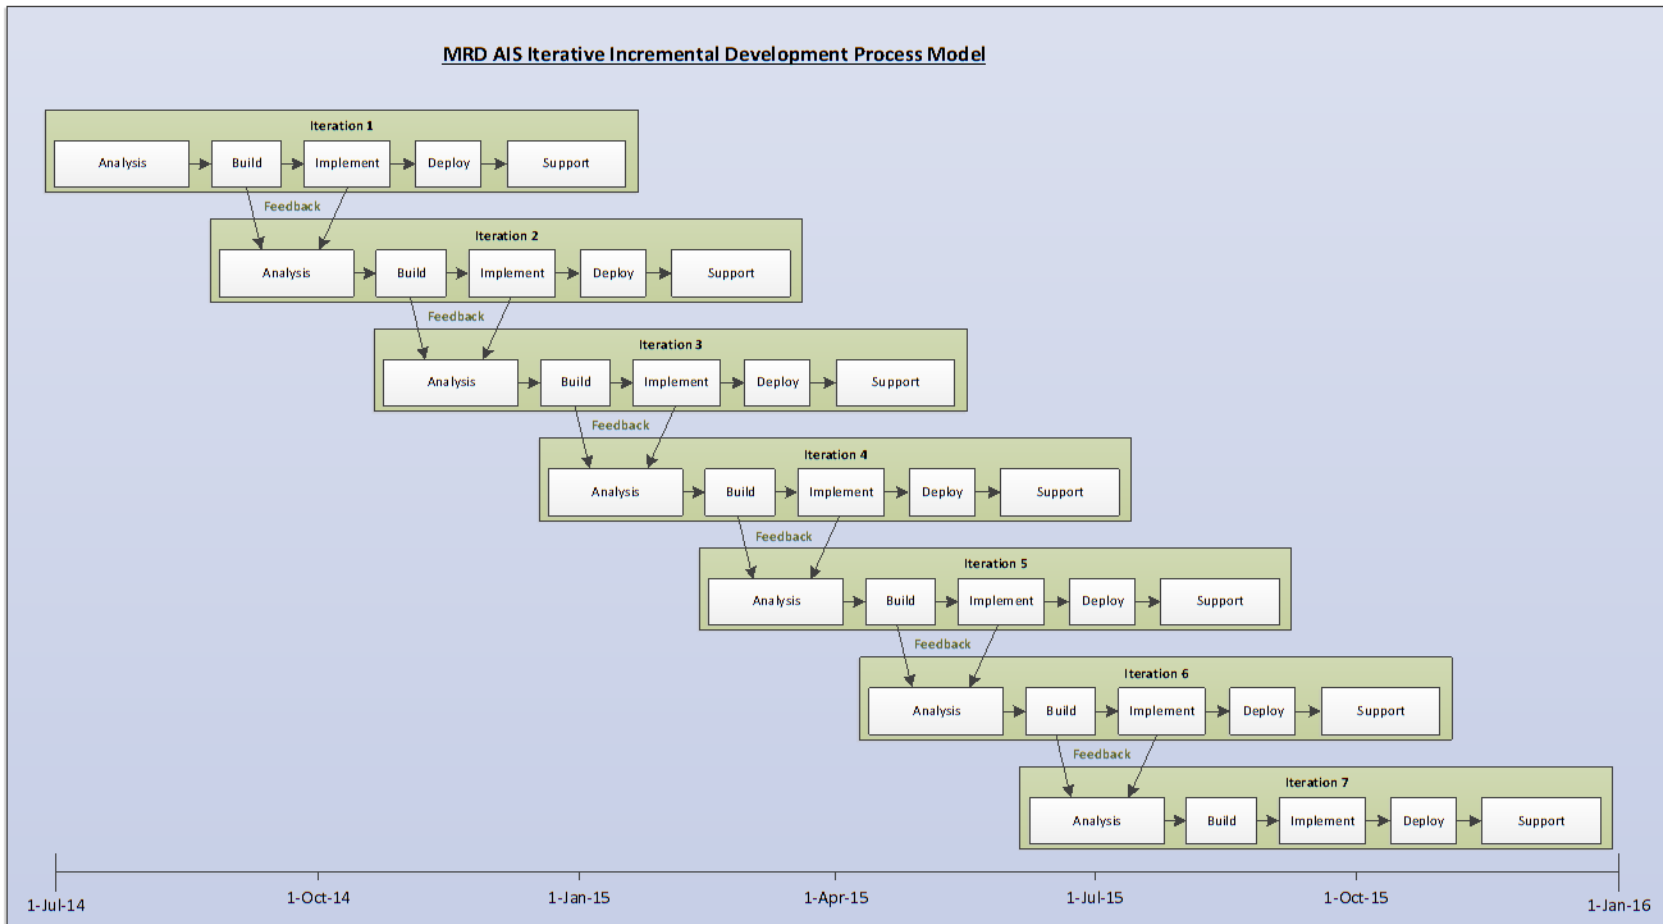 MRD AIS Iterative Incremental Development Process Model
Iteration 1
Analysis Build Implement Deploy Support
Feedback
Iteration 2
Analysis Build Implement Deploy Support
Feedback
Iteration 3
Analysis Build Implement Deploy Support
Feedback
Iteration 4
Analysis Build Implement Deploy Support
Feedback
Iteration 5
Analysis Build Implement Deploy Support
Feedback
Iteration 6
Analysis Build Implement Deploy Support
Feedback
Iteration 7
Analysis Build Implement Deploy Support
1-Jul-14 1-Oct-14 1-Jan-15 1-Apr-15 1-Jul-15 1-Oct-15 1-Jan-16